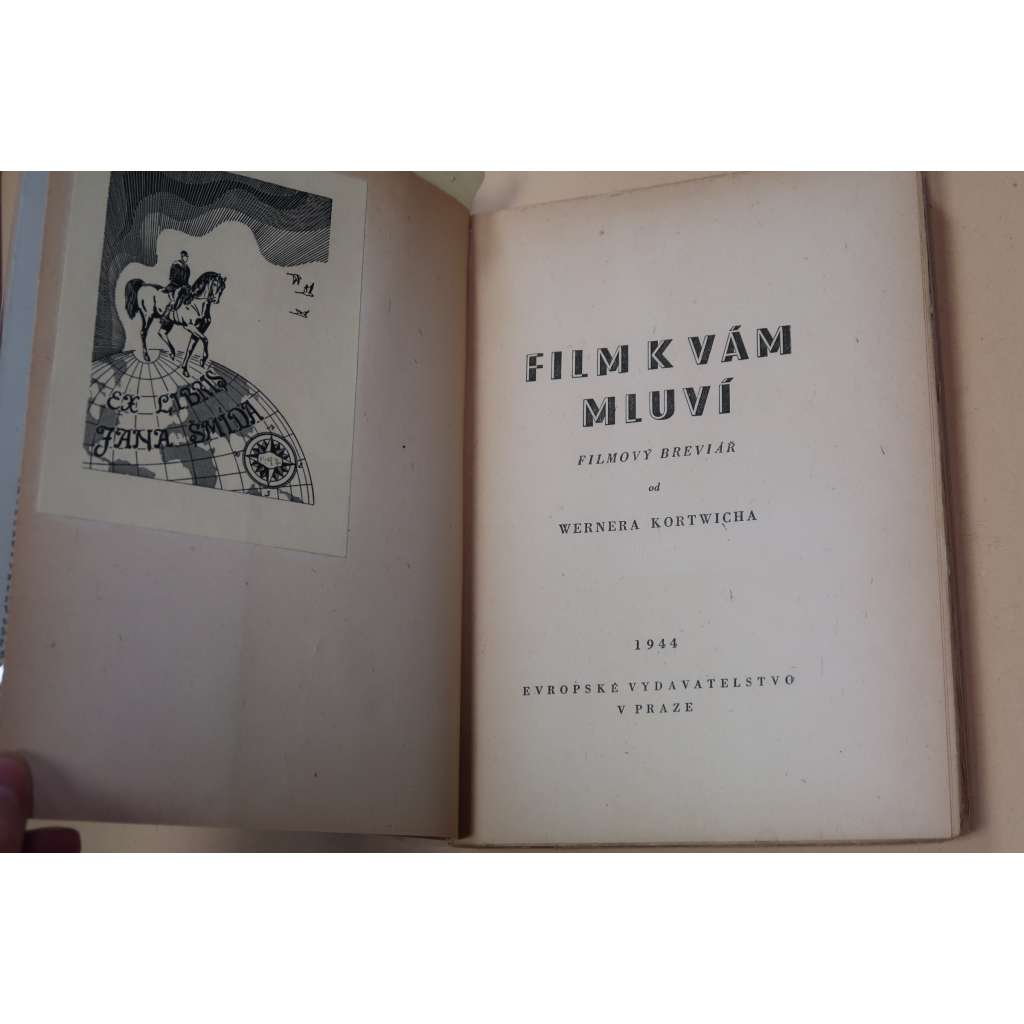 EX LIBRIS
JANA ŠMÍDA
FILM K VÁM
MLUVÍ
FILMOVÝ BREVIÁŘ
od
WERNERA KORTWICHA
1944
EVROPSKÉ VYDAVATELSTVO
V PRAZE